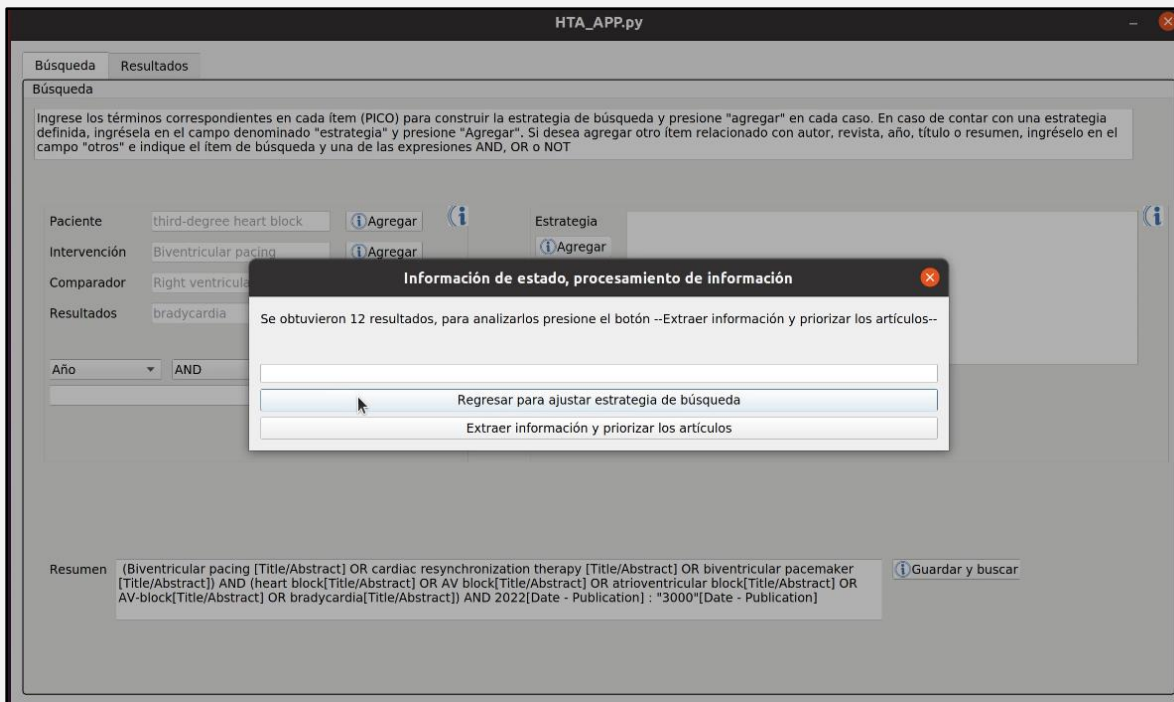 HTA_APP.py
Búsqueda
Resultados
Búsqueda
Ingrese los términos correspondientes en cada ítem (PICO) para construir la estrategia de búsqueda y presione "agregar" en cada caso. En caso de contar con una estrategia
definida, ingrésela en el campo denominado "estrategia" y presione "Agregar". Si desea agregar otro ítem relacionado con autor, revista, año, título o resumen, ingréselo en el
campo "otros" e indique el ítem de búsqueda y una de las expresiones AND, OR o NOT
Paciente
third-degree heart block
Agregar
Estrategia
Agregar
Intervención
Biventricular pacing
Agregar
Comparador
Right
Resultados
bradycardia
Año
AND
Información de estado, procesamiento de información
Se obtuvieron 12 resultados, para analizarlos presione el botón --Extraer información y priorizar los artículos--
Regresar para ajustar estrategia de búsqueda
Extraer información y priorizar los artículos
Resumen
(Biventricular pacing [Title/Abstract] OR cardiac resynchronization therapy [Title/Abstract] OR biventricular pacemaker
[Title/Abstract]) AND (heart block[Title/Abstract] OR AV block[Title/Abstract] OR atrioventricular block[Title/Abstract] OR
AV-block[Title/Abstract] OR bradycardia[Title/Abstract]) AND 2022[Date - Publication] : "3000"[Date - Publication]
Guardar y buscar